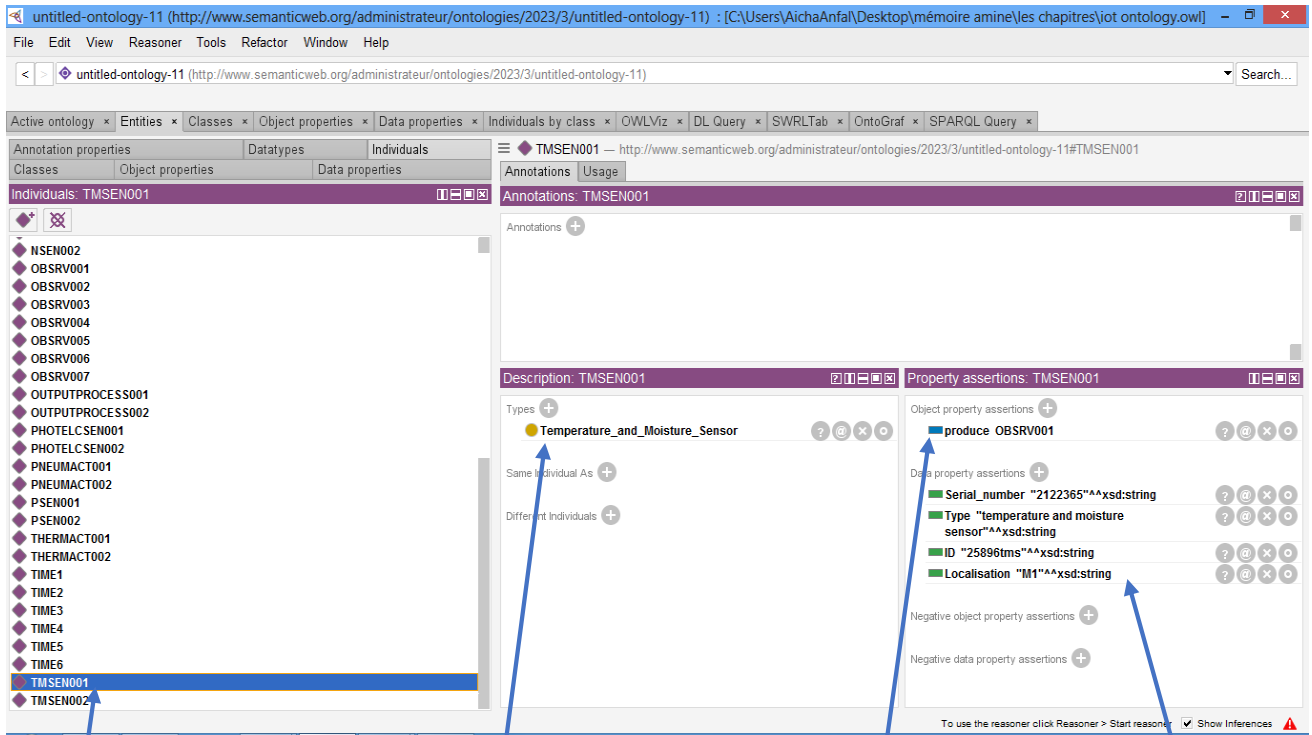 untitled-ontology-11 (http://www.semanticweb.org/administrateur/ontologies/2023/3/untitled-ontology-11) : [C:\Users\AichaAnfal\Desktop\mémoire amine\les chapitres\iot ontology.owl]
File Edit View Reasoner Tools Refactor Window Help
< > untitled-ontology-11 (http://www.semanticweb.org/administrateur/ontologies/2023/3/untitled-ontology-11) Search...
Active ontology × Entities × Classes × Object properties × Data properties × Individuals by class × OWLViz × DL Query × SWRLTab × OntoGraf × SPARQL Query ×
Annotation properties Datatypes Individuals
Classes Object properties Data properties
Individuals: TMSEN001
NSEN002
OBSRV001
OBSRV002
OBSRV003
OBSRV004
OBSRV005
OBSRV006
OBSRV007
OUTPUTPROCESS001
OUTPUTPROCESS002
PHOTELCSEN001
PHOTELCSEN002
PNEUMACT001
PNEUMACT002
PSEN001
PSEN002
THERMACT001
THERMACT002
TIME1
TIME2
TIME3
TIME4
TIME5
TIME6
TMSEN001
TMSEN002
TMSEN001 — http://www.semanticweb.org/administrateur/ontologies/2023/3/untitled-ontology-11#TMSEN001
Annotations Usage
Annotations: TMSEN001
Annotations
Description: TMSEN001
Types
Temperature_and_Moisture_Sensor
Same Individual As
Different Individuals
Property assertions: TMSEN001
Object property assertions
produce OBSRV001
Data property assertions
Serial_number "2122365"^^xsd:string
Type "temperature and moisture
sensor"^^xsd:string
ID "25896tms"^^xsd:string
Localisation "M1"^^xsd:string
Negative object property assertions
Negative data property assertions
To use the reasoner click Reasoner > Start reasoner Show Inferences